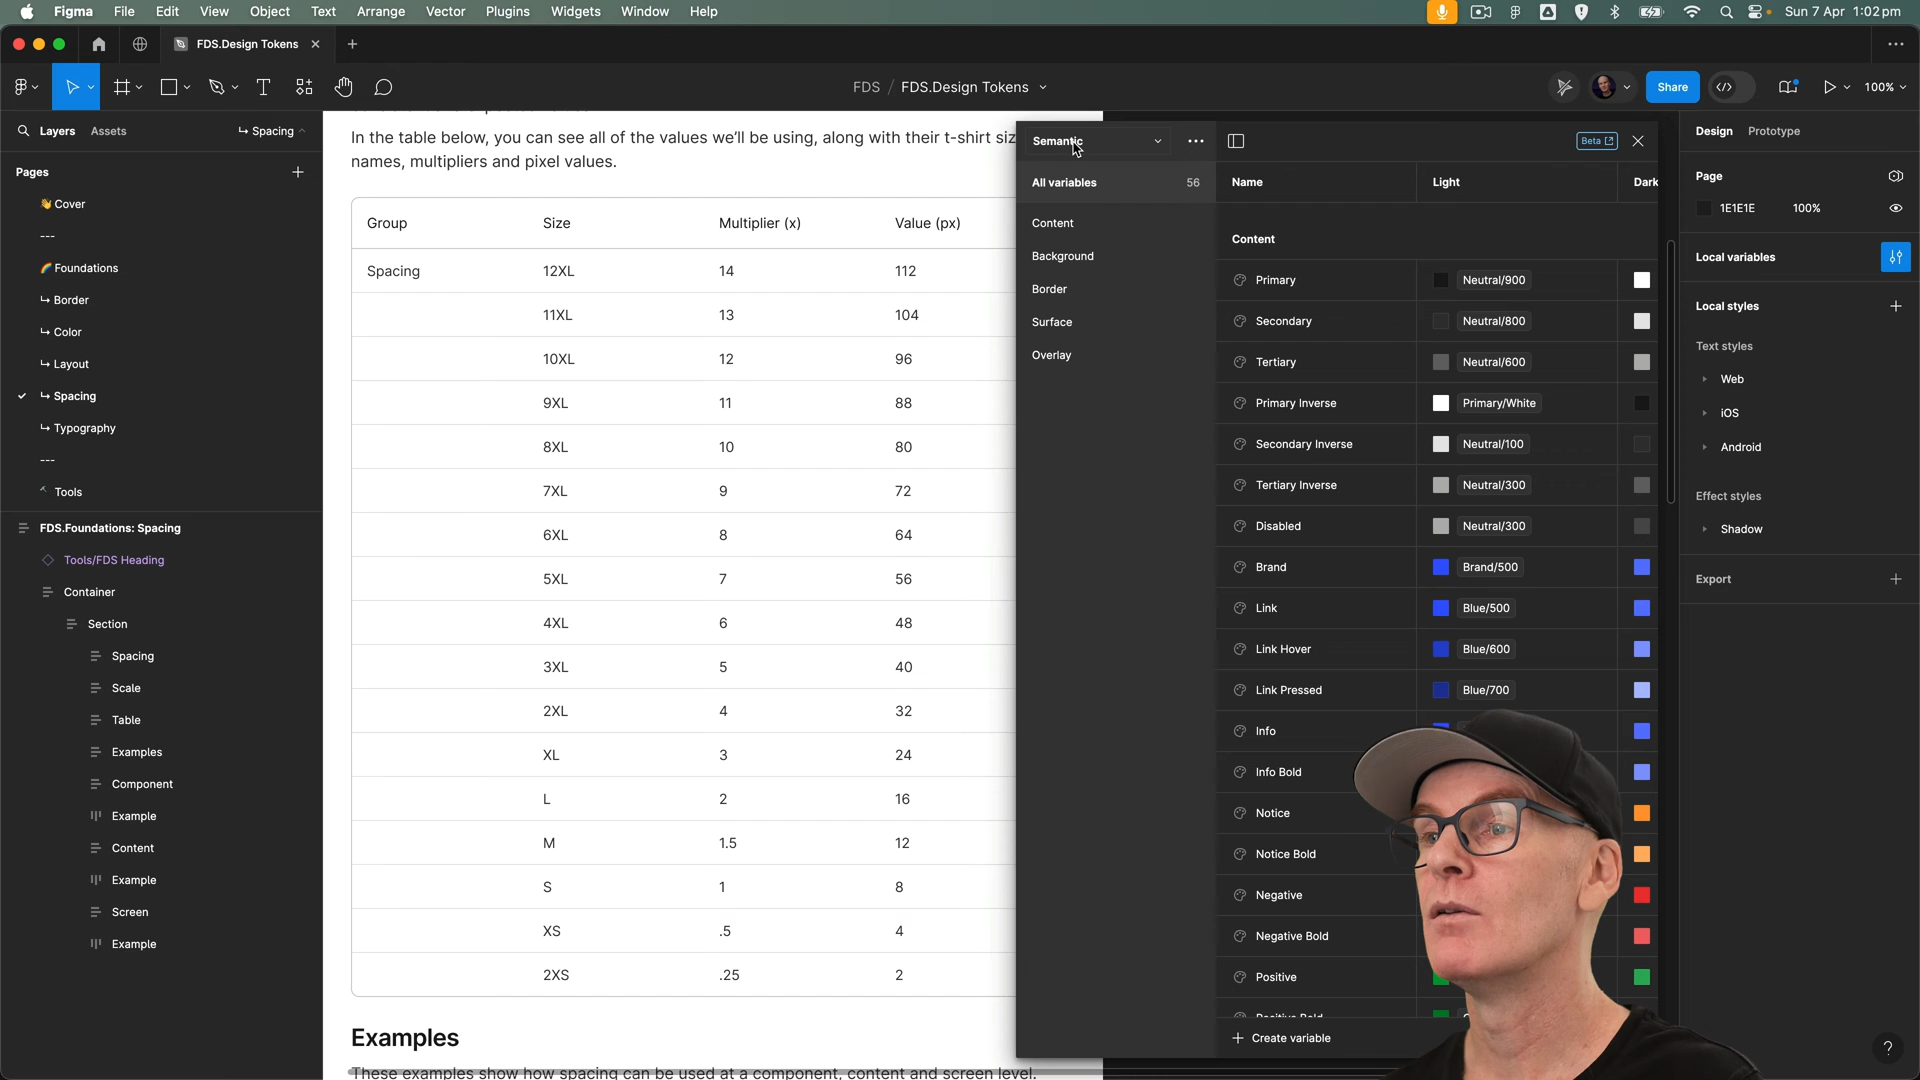 Figma File Edit View Object Text Arrange Vector Plugins Widgets Window Help Sun 7 Apr 1:02 pm
FDS.Design Tokens
FDS / FDS.Design Tokens
Share
100%
Layers Assets Spacing
Pages
👋 Cover
---
🌈 Foundations
↳ Border
↳ Color
↳ Layout
✓ ↳ Spacing
↳ Typography
---
Tools
FDS.Foundations: Spacing
Tools/FDS Heading
Container
Section
Spacing
Scale
Table
Examples
Component
Example
Content
Example
Screen
Example
In the table below, you can see all of the values we'll be using, along with their t-shirt siz
names, multipliers and pixel values.
Group Size Multiplier (x) Value (px)
Spacing 12XL 14 112
11XL 13 104
10XL 12 96
9XL 11 88
8XL 10 80
7XL 9 72
6XL 8 64
5XL 7 56
4XL 6 48
3XL 5 40
2XL 4 32
XL 3 24
L 2 16
M 1.5 12
S 1 8
XS .5 4
2XS .25 2
Examples
These examples show how spacing can be used at a component, content and screen level.
Semantic
All variables 56
Content
Background
Border
Surface
Overlay
Beta
Name Light Dark
Content
Primary Neutral/900
Secondary Neutral/800
Tertiary Neutral/600
Primary Inverse Primary/White
Secondary Inverse Neutral/100
Tertiary Inverse Neutral/300
Disabled Neutral/300
Brand Brand/500
Link Blue/500
Link Hover Blue/600
Link Pressed Blue/700
Info
Info Bold
Notice
Notice Bold
Negative
Negative Bold
Positive
Positive Bold
+ Create variable
Design Prototype
Page
1E1E1E 100%
Local variables
Local styles
Text styles
Web
iOS
Android
Effect styles
Shadow
Export
?